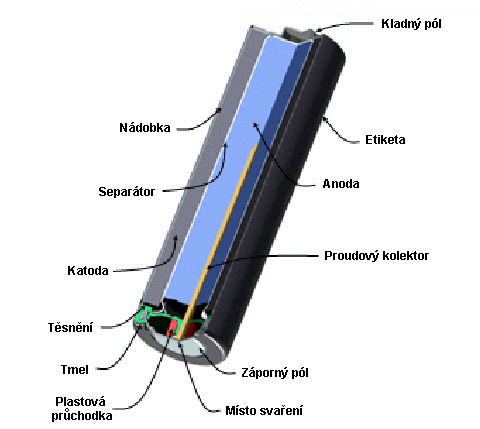 Kladný pól
Nádobka
Etiketa
Separátor
Anoda
Katoda
Proudový kolektor
Těsnění
Tmel
Záporný pól
Plastová
průchodka
Místo svaření